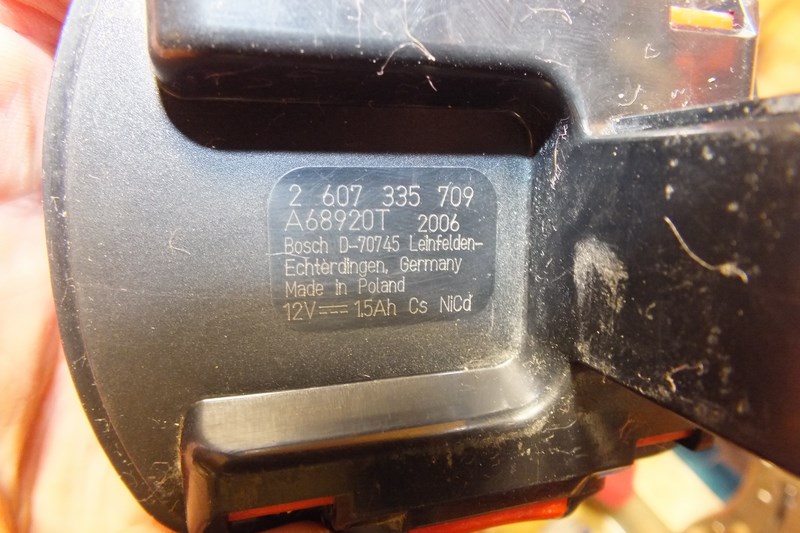 2 607 335 709
A68920T 2006
Bosch D-70745 Leinfelden-
Echterdingen, Germany
Made in Poland
12V⎓ 1.5Ah Cs NiCd